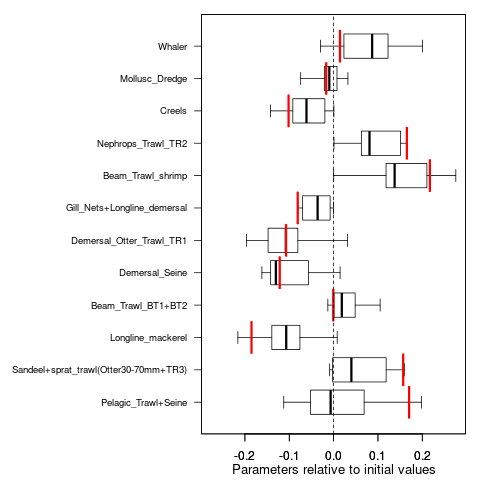 Whaler
Mollusc_Dredge
Creels
Nephrops_Trawl_TR2
Beam_Trawl_shrimp
Gill_Nets+Longline_demersal
Demersal_Otter_Trawl_TR1
Demersal_Seine
Beam_Trawl_BT1+BT2
Longline_mackerel
Sandeel+sprat_trawl(Otter30-70mm+TR3)
Pelagic_Trawl+Seine
-0.2 -0.1 0.0 0.1 0.2
Parameters relative to initial values